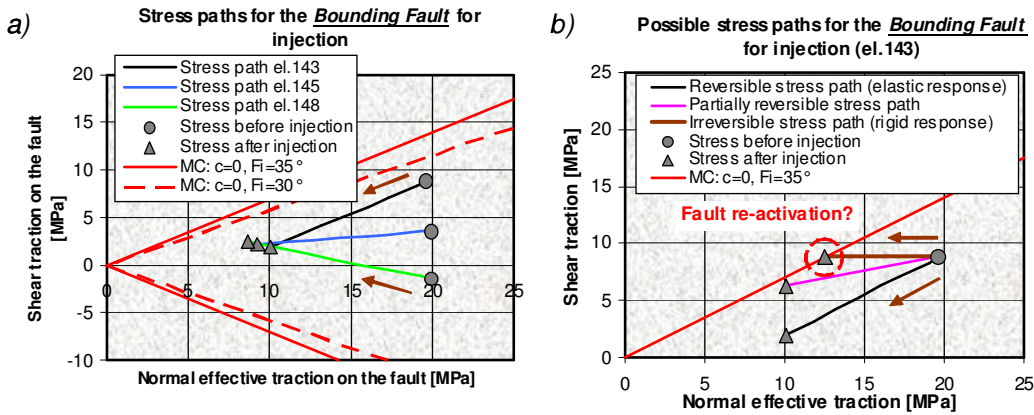 a)
Stress paths for the Bounding Fault for
injection
Shear traction on the fault
[MPa]
20
15
10
5
0
-5
-10
Stress path el.143
Stress path el.145
Stress path el.148
Stress before injection
Stress after injection
MC: c=0, Fi=35°
MC: c=0, Fi=30°
0
5
10
15
20
25
Normal effective traction on the fault [MPa]
b)
Possible stress paths for the Bounding Fault
for injection (el.143)
Shear traction [MPa]
25
20
15
10
5
0
Reversible stress path (elastic response)
Partially reversible stress path
Irreversible stress path (rigid response)
Stress before injection
Stress after injection
MC: c=0, Fi=35°
Fault re-activation?
0
5
10
15
20
25
Normal effective traction [MPa]